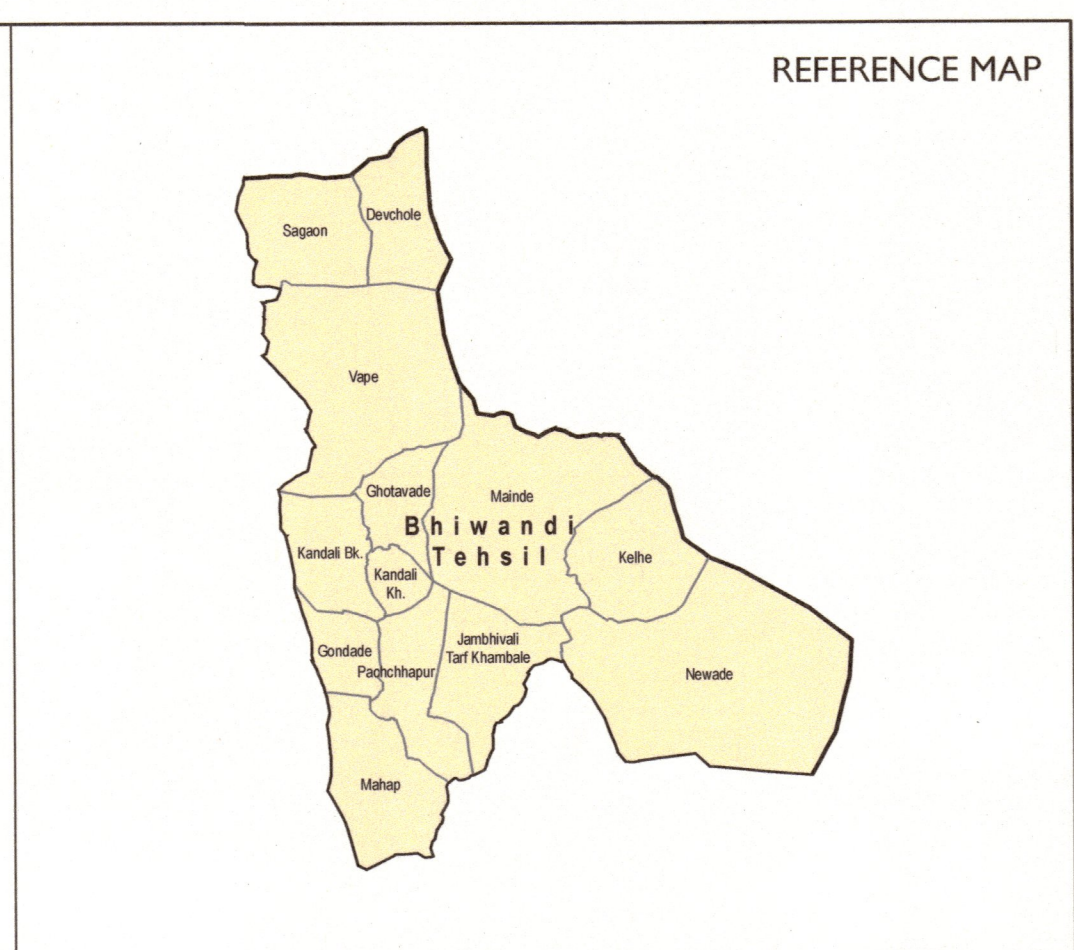 REFERENCE MAP
Devchole
Sagaon
Vape
Ghotavade
Mainde
Bhiwandi
Tehsil
Kandali Bk.
Kelhe
Kandali
Kh.
Jambhivali
Tarf Khambale
Gondade
Pachchhapur
Newade
Mahap